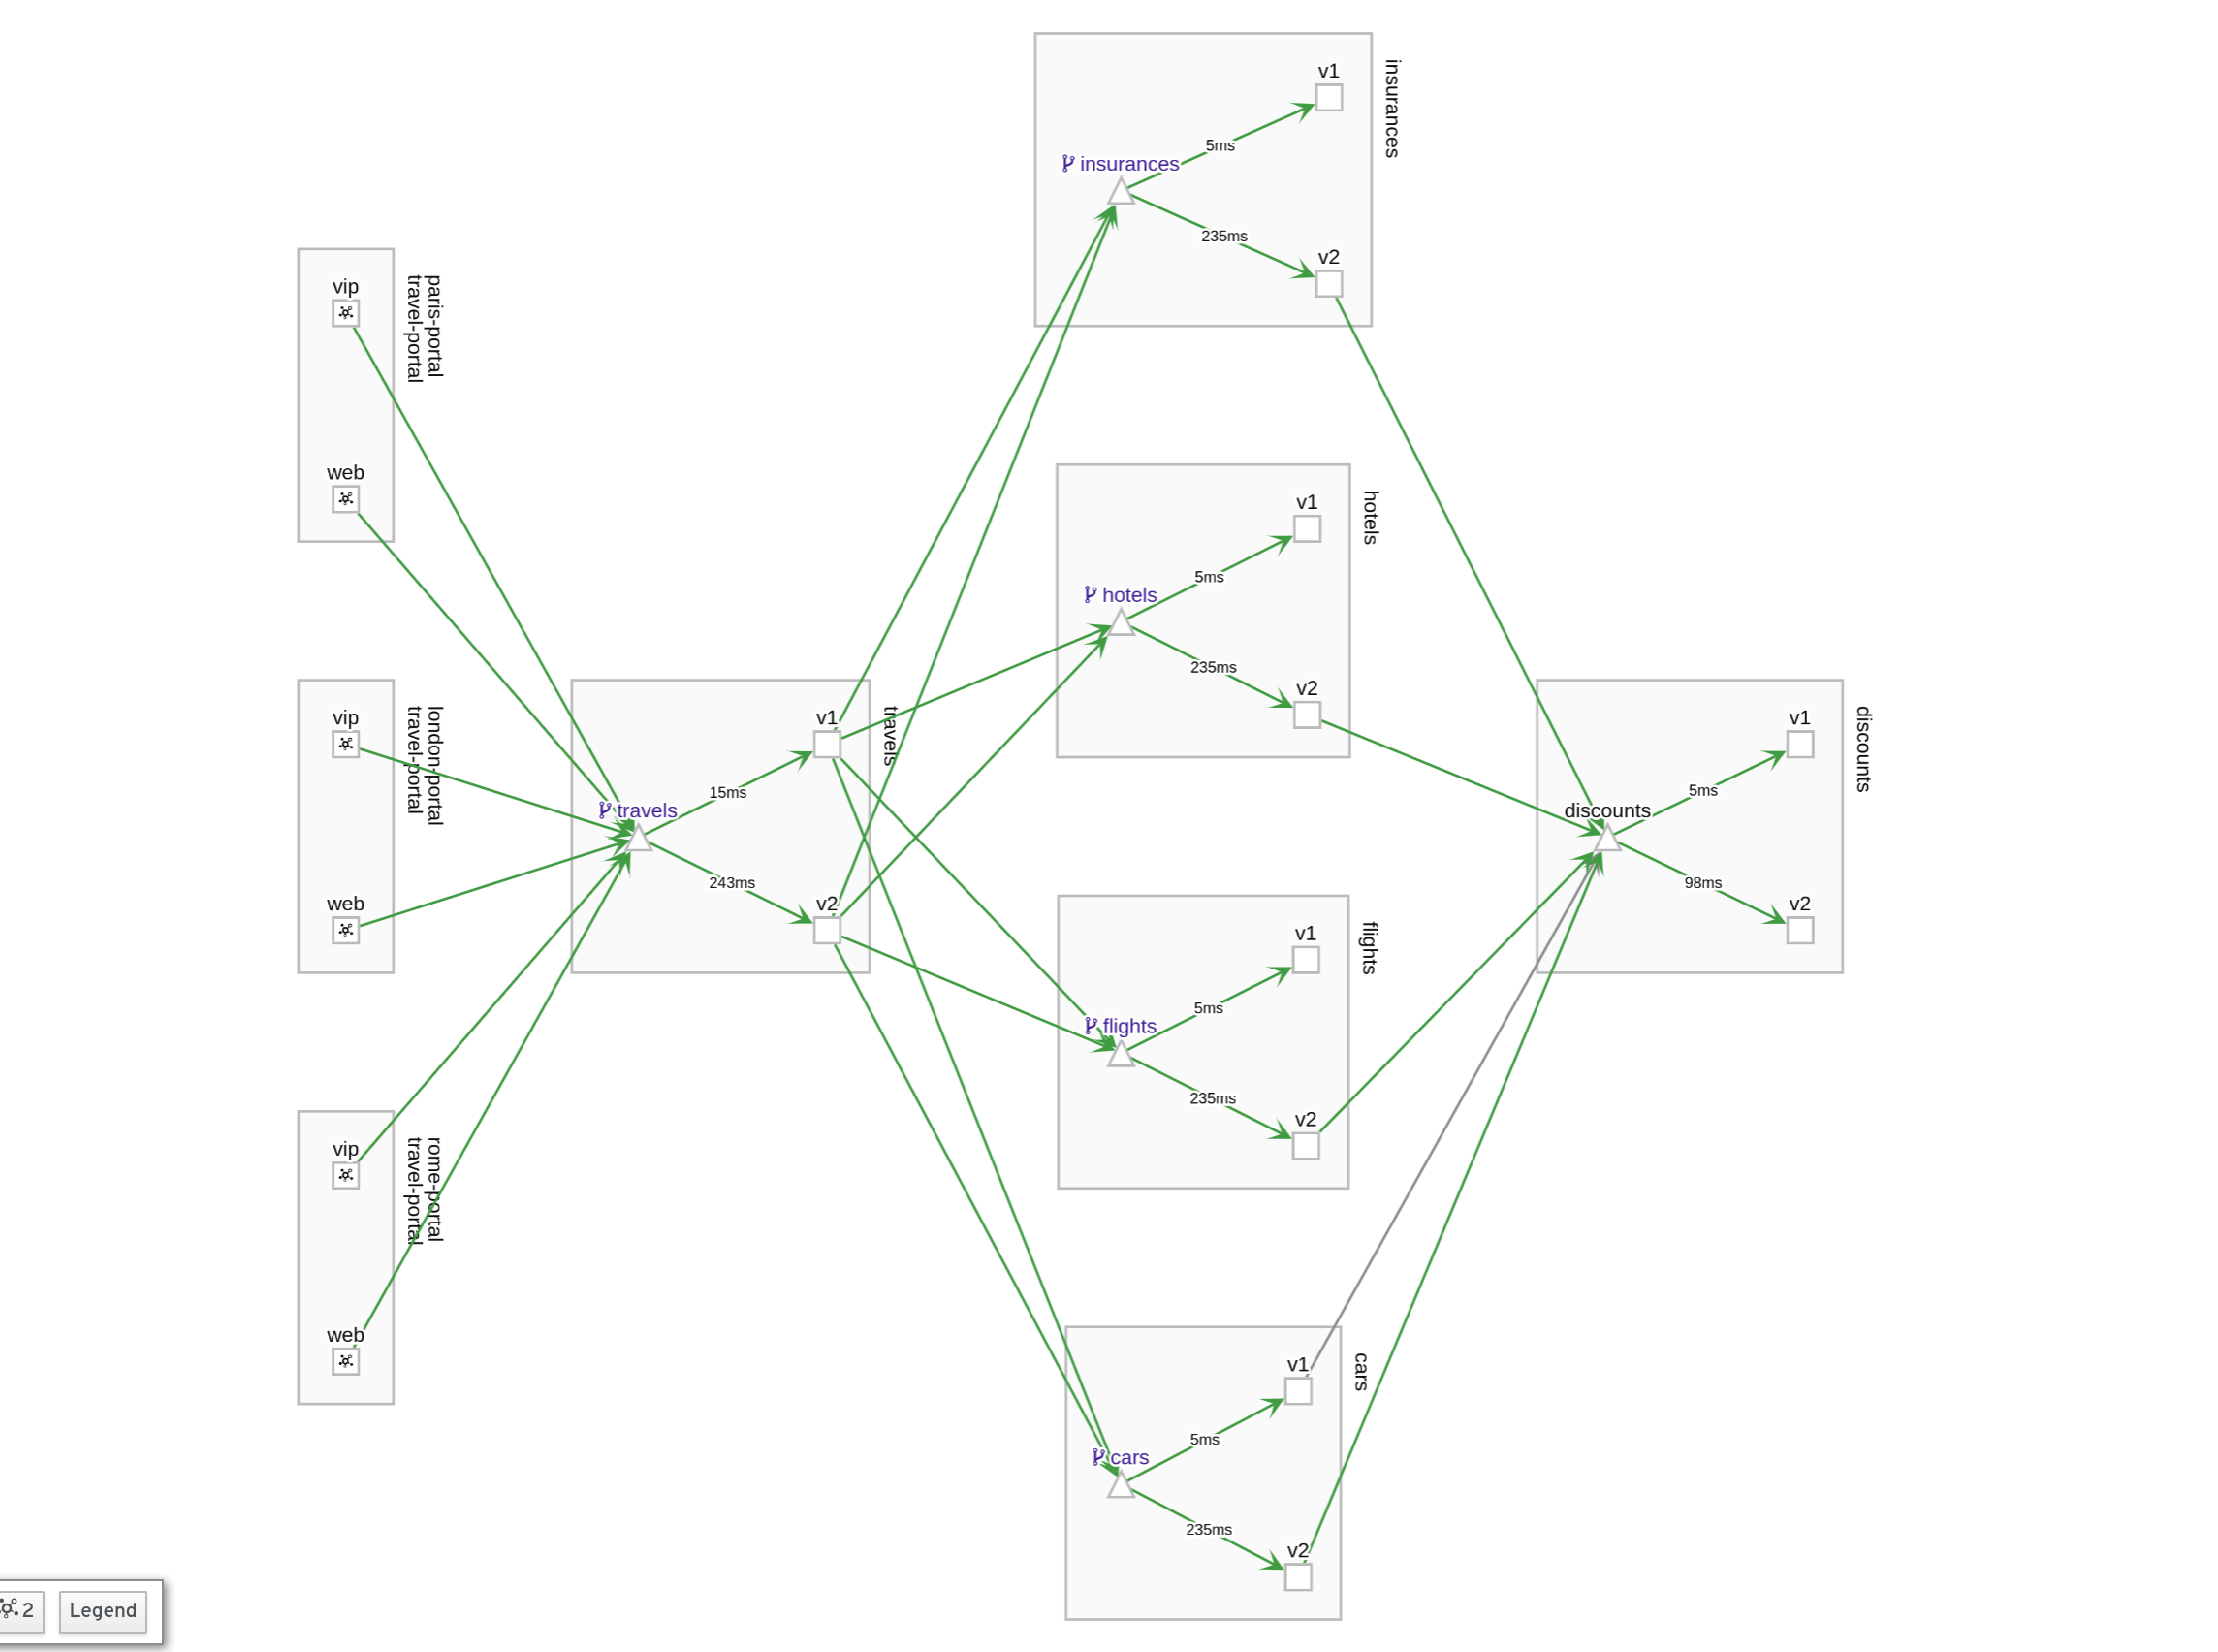 v1
insurances
5ms
insurances
235ms
v2
vip
paris-portal
travel-portal
web
v1
hotels
5ms
hotels
235ms
v2
vip
london-portal
travel-portal
web
v1
travels
15ms
travels
243ms
v2
v1
discounts
5ms
discounts
98ms
v2
v1
flights
5ms
flights
235ms
v2
vip
rome-portal
travel-portal
web
v1
cars
5ms
cars
235ms
v2
2
Legend